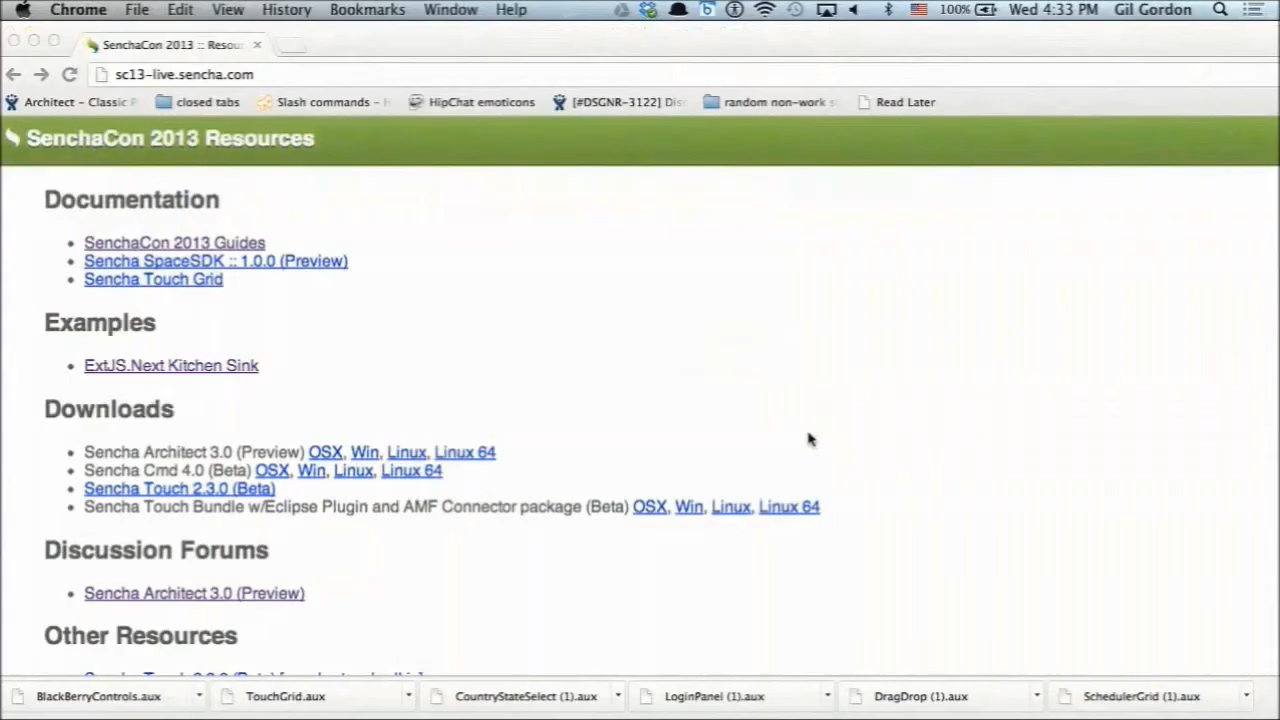 Chrome File Edit View History Bookmarks Window Help 100% Wed 4:33 PM Gil Gordon
SenchaCon 2013 :: Resou
sc13-live.sencha.com
Architect - Classic closed tabs Slash commands - HipChat emoticons [#DSGNR-3122] random non-work Read Later
SenchaCon 2013 Resources
Documentation
• SenchaCon 2013 Guides
• Sencha SpaceSDK :: 1.0.0 (Preview)
• Sencha Touch Grid
Examples
• ExtJS.Next Kitchen Sink
Downloads
• Sencha Architect 3.0 (Preview) OSX, Win, Linux, Linux 64
• Sencha Cmd 4.0 (Beta) OSX, Win, Linux, Linux 64
• Sencha Touch 2.3.0 (Beta)
• Sencha Touch Bundle w/Eclipse Plugin and AMF Connector package (Beta) OSX, Win, Linux, Linux 64
Discussion Forums
• Sencha Architect 3.0 (Preview)
Other Resources
BlackBerryControls.aux TouchGrid.aux CountryStateSelect (1).aux LoginPanel (1).aux DragDrop (1).aux SchedulerGrid (1).aux